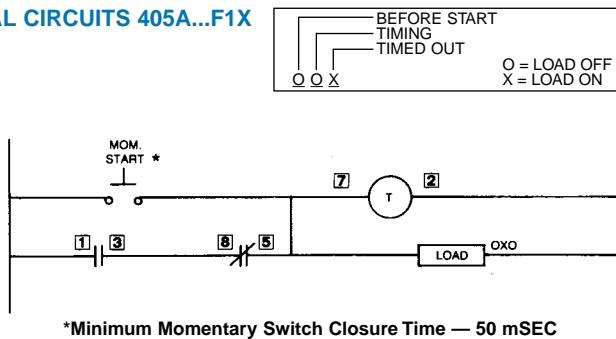 AL CIRCUITS 405A...F1X
BEFORE START
TIMING
TIMED OUT
O O X
O = LOAD OFF
X = LOAD ON
MOM.
START *
7 T 2
1 3 8 5 LOAD OXO
*Minimum Momentary Switch Closure Time — 50 mSEC